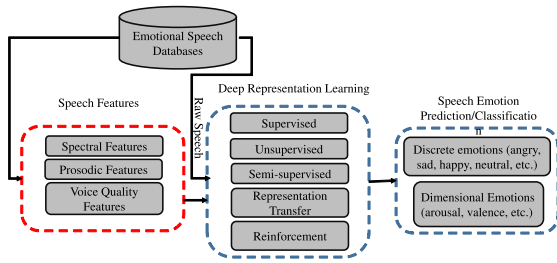 Emotional Speech
Databases
Speech Features
Spectral Features
Prosodic Features
Voice Quality
Features
Raw Speech
Deep Representation Learning
Supervised
Unsupervised
Semi-supervised
Representation
Transfer
Reinforcement
Speech Emotion
Prediction/Classificatio
n
Discrete emotions (angry,
sad, happy, neutral, etc.)
Dimensional Emotions
(arousal, valence, etc.)